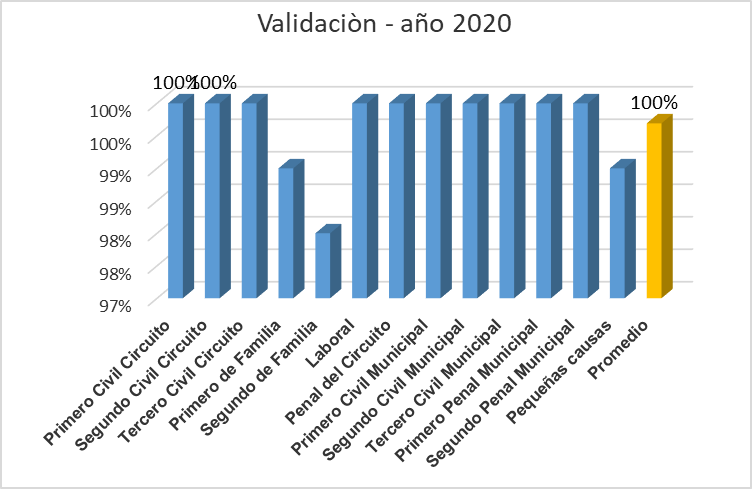 Validaciòn - año 2020
100%
100%
100%
100%
100%
99%
99%
98%
98%
97%
Primero Civil Circuito
Segundo Civil Circuito
Tercero Civil Circuito
Primero de Familia
Segundo de Familia
Laboral
Penal del Circuito
Primero Civil Municipal
Segundo Civil Municipal
Tercero Civil Municipal
Primero Penal Municipal
Segundo Penal Municipal
Pequeñas causas
Promedio